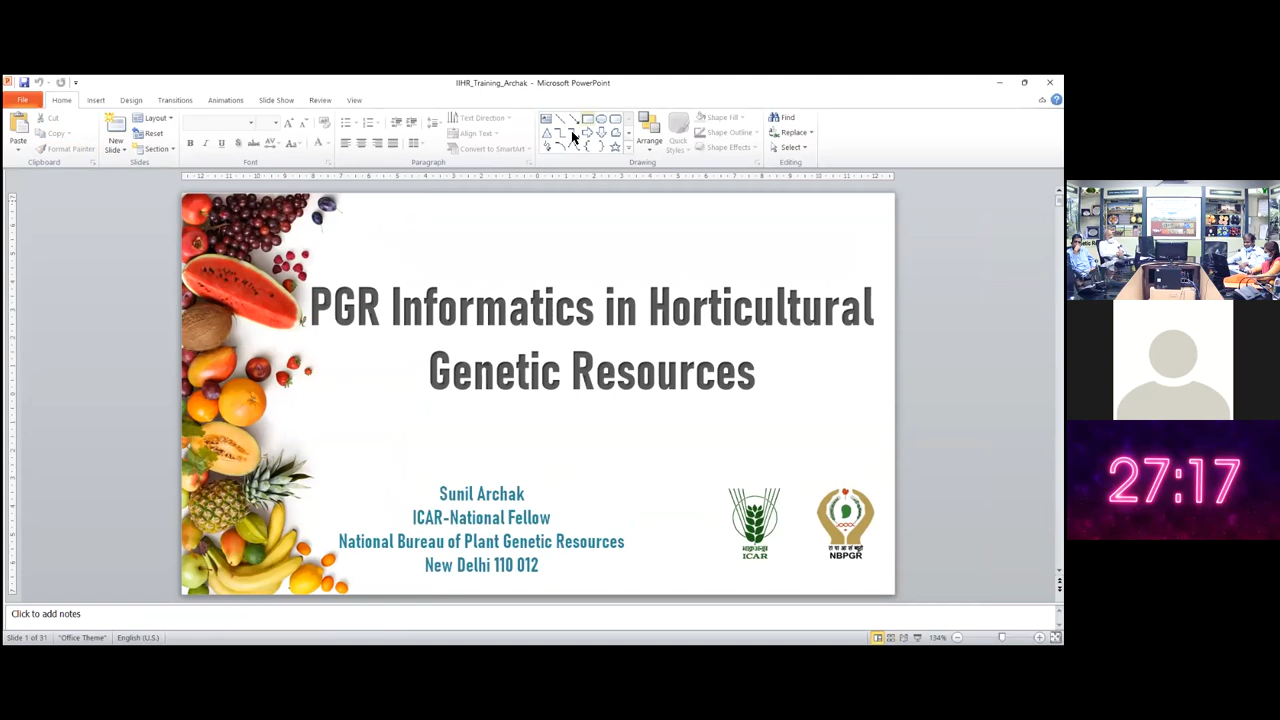 IIHR_Training_Archak - Microsoft PowerPoint
File Home Insert Design Transitions Animations Slide Show Review View
Paste
Cut
Copy
Format Painter
Clipboard
New Slide
Layout
Reset
Section
Slides
Font
Text Direction
Align Text
Convert to SmartArt
Paragraph
Arrange
Quick Styles
Shape Fill
Shape Outline
Shape Effects
Drawing
Find
Replace
Select
Editing
PGR Informatics in Horticultural
Genetic Resources
Sunil Archak
ICAR-National Fellow
National Bureau of Plant Genetic Resources
New Delhi 110 012
ICAR
NBPGR
27:17
Click to add notes
Slide 1 of 31 "Office Theme" English (U.S.) 134%